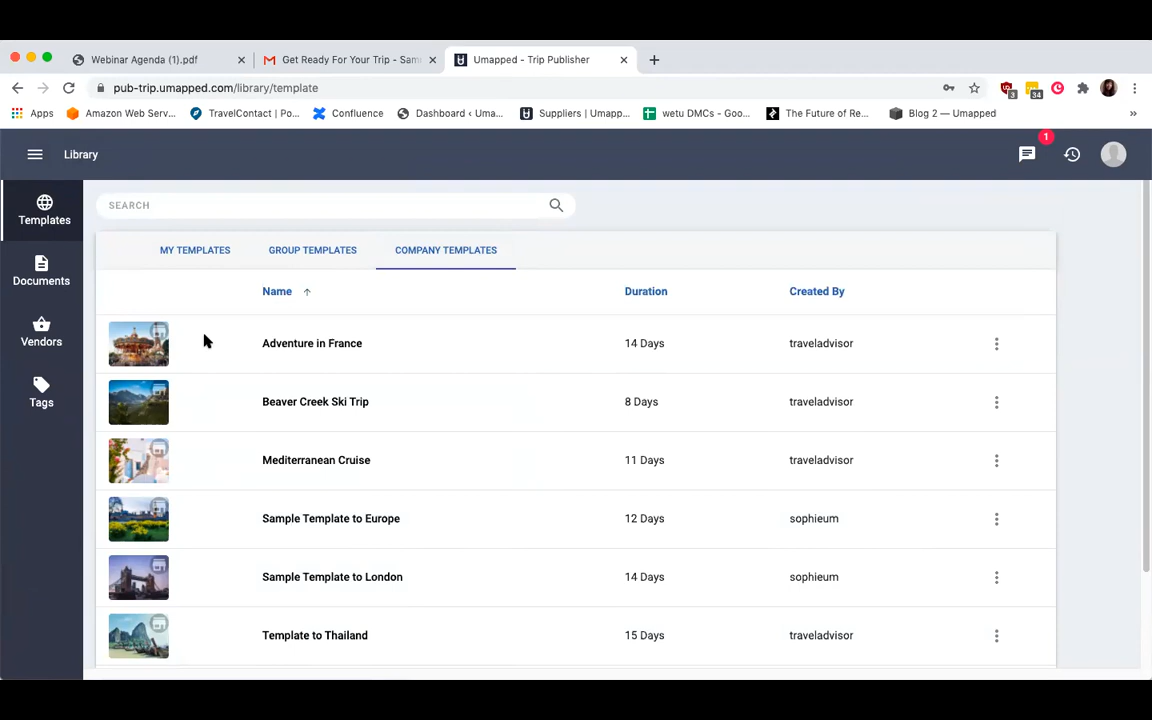 Webinar Agenda (1).pdf
Get Ready For Your Trip - Sam
Umapped - Trip Publisher
pub-trip.umapped.com/library/template
3
34
Apps
Amazon Web Serv...
TravelContact | Po...
Confluence
Dashboard ‹ Uma...
Suppliers | Umapp...
wetu DMCs - Goo...
The Future of Re...
Blog 2 — Umapped
»
Library
1
Templates
Documents
Vendors
Tags
SEARCH
MY TEMPLATES
GROUP TEMPLATES
COMPANY TEMPLATES
Name
Duration
Created By
Adventure in France
14 Days
traveladvisor
Beaver Creek Ski Trip
8 Days
traveladvisor
Mediterranean Cruise
11 Days
traveladvisor
Sample Template to Europe
12 Days
sophieum
Sample Template to London
14 Days
sophieum
Template to Thailand
15 Days
traveladvisor